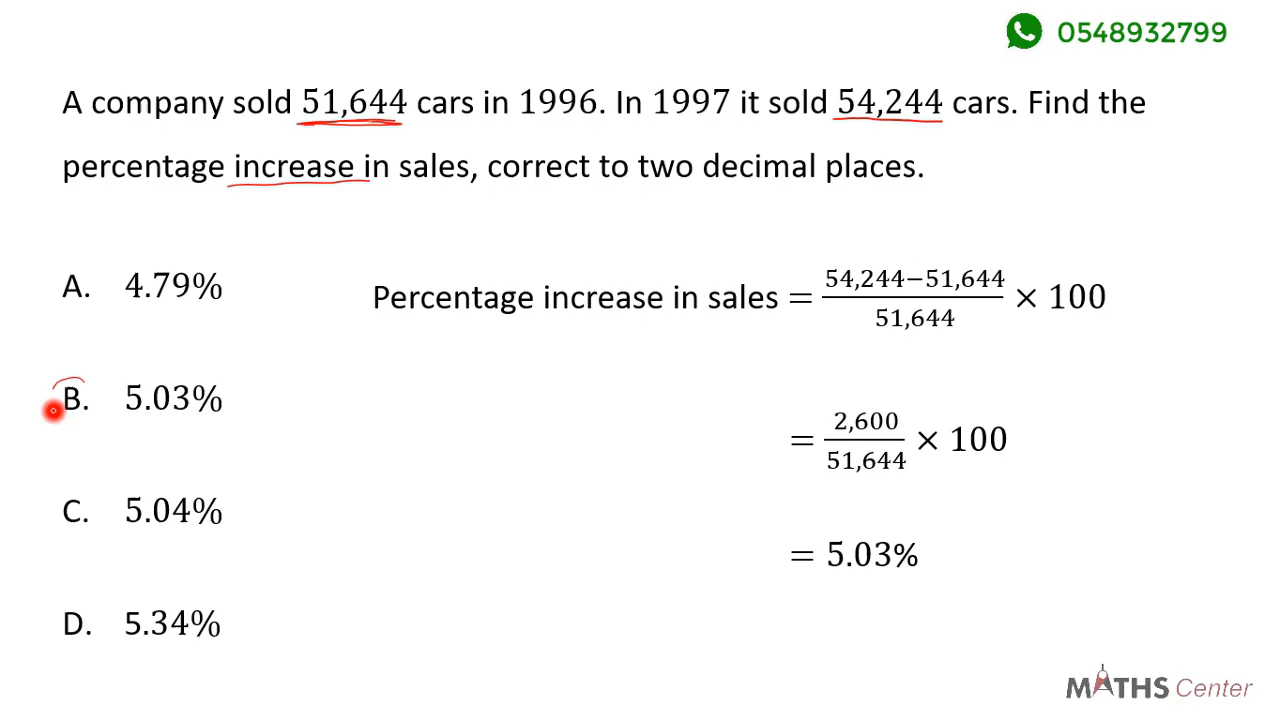 0548932799
A company sold 51,644 cars in 1996. In 1997 it sold 54,244 cars. Find the
percentage increase in sales, correct to two decimal places.
A. 4.79%
Percentage increase in sales = \frac{54,244−51,644}{51,644} × 100
B. 5.03%
= \frac{2,600}{51,644} × 100
C. 5.04%
= 5.03%
D. 5.34%
MATHS Center